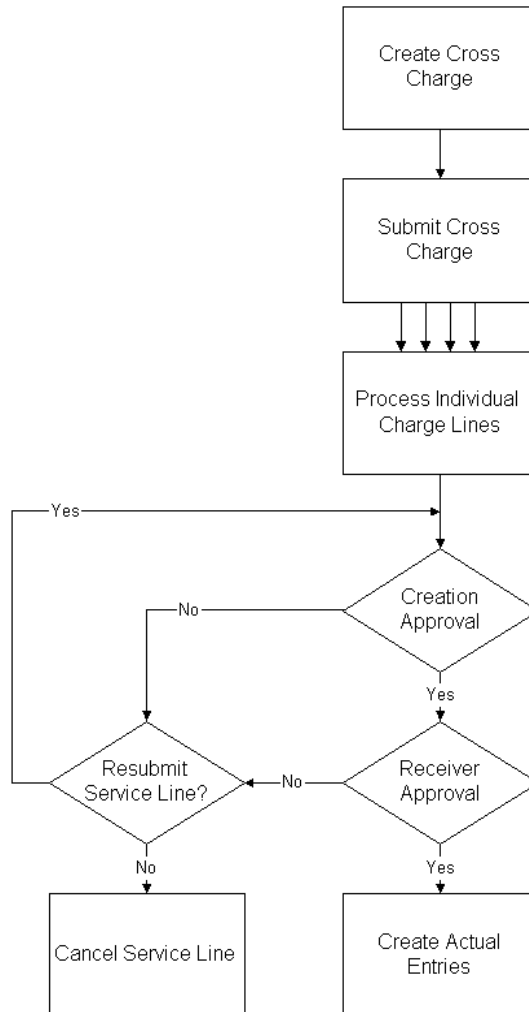 Create Cross
Charge
Submit Cross
Charge
Process Individual
Charge Lines
Yes
Creation
Approval
No
Yes
Resubmit
Service Line?
No
Receiver
Approval
No
Yes
Cancel Service Line
Create Actual
Entries